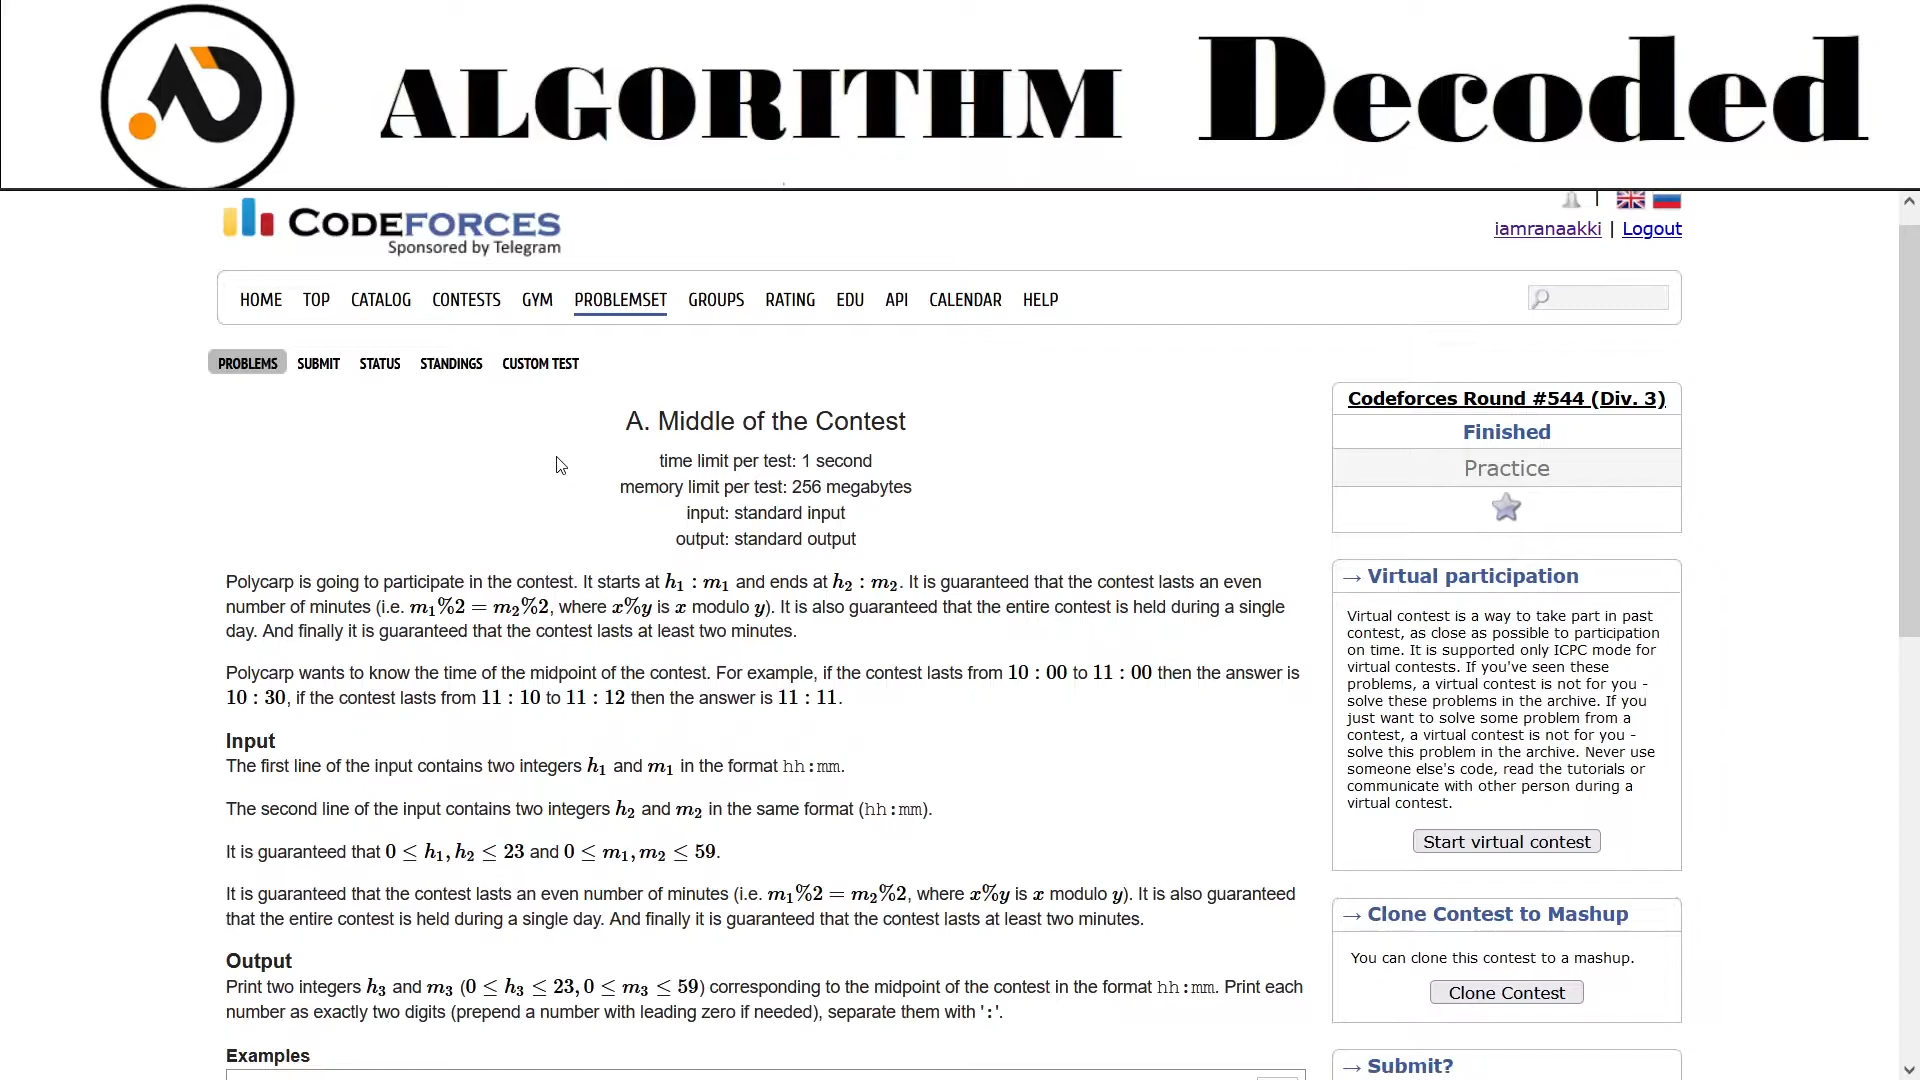 ALGORITHM Decoded
CODEFORCES
Sponsored by Telegram
iamranaakki | Logout
HOME TOP CATALOG CONTESTS GYM PROBLEMSET GROUPS RATING EDU API CALENDAR HELP
PROBLEMS SUBMIT STATUS STANDINGS CUSTOM TEST
A. Middle of the Contest
time limit per test: 1 second
memory limit per test: 256 megabytes
input: standard input
output: standard output
Polycarp is going to participate in the contest. It starts at h₁ : m₁ and ends at h₂ : m₂. It is guaranteed that the contest lasts an even
number of minutes (i.e. m₁%2 = m₂%2, where x%y is x modulo y). It is also guaranteed that the entire contest is held during a single
day. And finally it is guaranteed that the contest lasts at least two minutes.
Polycarp wants to know the time of the midpoint of the contest. For example, if the contest lasts from 10 : 00 to 11 : 00 then the answer is
10 : 30, if the contest lasts from 11 : 10 to 11 : 12 then the answer is 11 : 11.
Input
The first line of the input contains two integers h₁ and m₁ in the format hh:mm.
The second line of the input contains two integers h₂ and m₂ in the same format (hh:mm).
It is guaranteed that 0 ≤ h₁, h₂ ≤ 23 and 0 ≤ m₁, m₂ ≤ 59.
It is guaranteed that the contest lasts an even number of minutes (i.e. m₁%2 = m₂%2, where x%y is x modulo y). It is also guaranteed
that the entire contest is held during a single day. And finally it is guaranteed that the contest lasts at least two minutes.
Output
Print two integers h₃ and m₃ (0 ≤ h₃ ≤ 23, 0 ≤ m₃ ≤ 59) corresponding to the midpoint of the contest in the format hh:mm. Print each
number as exactly two digits (prepend a number with leading zero if needed), separate them with ':'.
Examples
Codeforces Round #544 (Div. 3)
Finished
Practice
→ Virtual participation
Virtual contest is a way to take part in past
contest, as close as possible to participation
on time. It is supported only ICPC mode for
virtual contests. If you've seen these
problems, a virtual contest is not for you -
solve these problems in the archive. If you
just want to solve some problem from a
contest, a virtual contest is not for you -
solve this problem in the archive. Never use
someone else's code, read the tutorials or
communicate with other person during a
virtual contest.
Start virtual contest
→ Clone Contest to Mashup
You can clone this contest to a mashup.
Clone Contest
→ Submit?